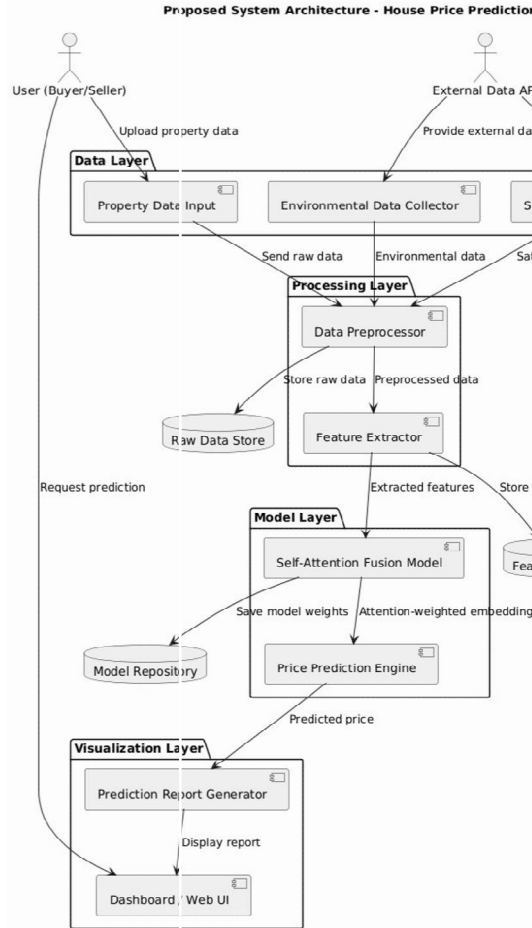 Proposed System Architecture - House Price Prediction
User (Buyer/Seller)
External Data AP
Upload property data
Provide external da
Data Layer
Property Data Input
Environmental Data Collector
S
Send raw data
Environmental data
Sat
Processing Layer
Data Preprocessor
Store raw data
Preprocessed data
Raw Data Store
Feature Extractor
Request prediction
Extracted features
Store
Model Layer
Self-Attention Fusion Model
Fea
Save model weights
Attention-weighted embedding
Model Repository
Price Prediction Engine
Predicted price
Visualization Layer
Prediction Report Generator
Display report
Dashboard / Web UI